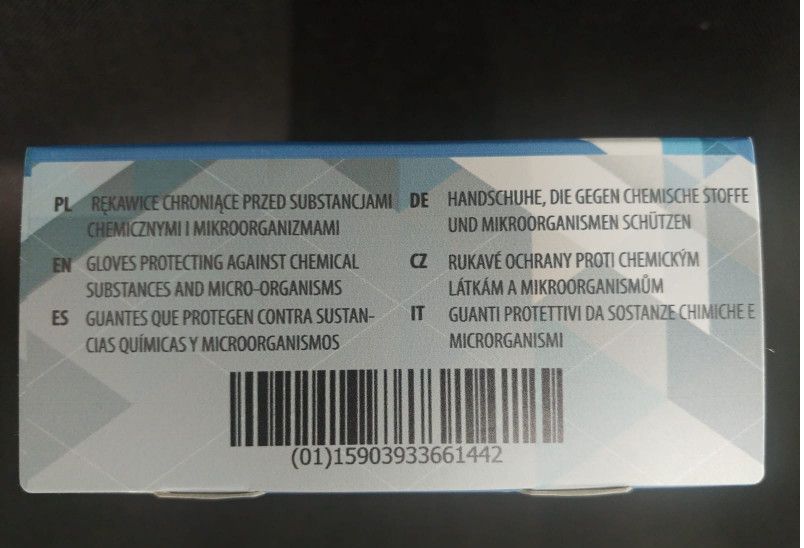 PL RĘKAWICE CHRONIĄCE PRZED SUBSTANCJAMI
CHEMICZNYMI I MIKROORGANIZMAMI
EN GLOVES PROTECTING AGAINST CHEMICAL
SUBSTANCES AND MICRO-ORGANISMS
ES GUANTES QUE PROTEGEN CONTRA SUSTAN-
CIAS QUÍMICAS Y MICROORGANISMOS
DE HANDSCHUHE, DIE GEGEN CHEMISCHE STOFFE
UND MIKROORGANISMEN SCHÜTZEN
CZ RUKAVÉ OCHRANY PROTI CHEMICKÝM
LÁTKÁM A MIKROORGANISMŮM
IT GUANTI PROTETTIVI DA SOSTANZE CHIMICHE E
MICRORGANISMI
(01)15903933661442